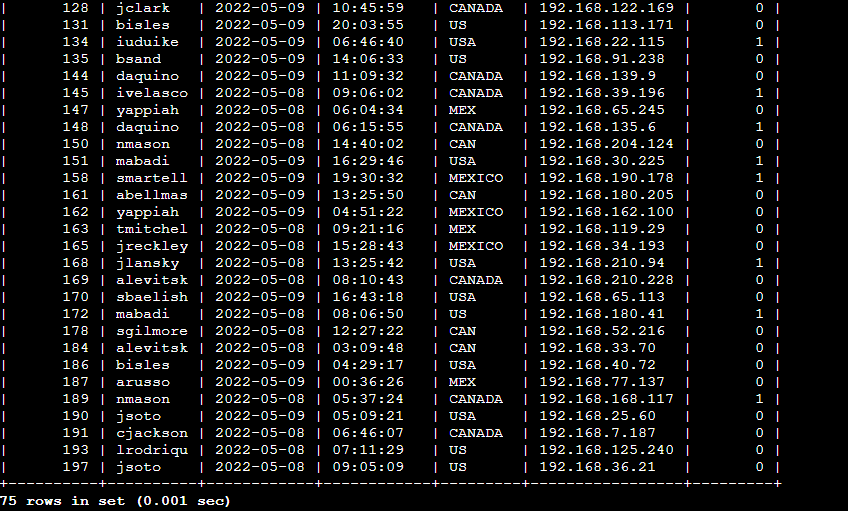 |        128 | jclark   | 2022-05-09 | 10:45:59   | CANADA  | 192.168.122.169 |       0 |
|        131 | bisles   | 2022-05-09 | 20:03:55   | US      | 192.168.113.171 |       0 |
|        134 | iuduike  | 2022-05-09 | 06:46:40   | USA     | 192.168.22.115  |       1 |
|        135 | bsand    | 2022-05-09 | 14:06:33   | US      | 192.168.91.238  |       0 |
|        144 | daquino  | 2022-05-09 | 11:09:32   | CANADA  | 192.168.139.9   |       0 |
|        145 | ivelasco | 2022-05-08 | 09:06:02   | CANADA  | 192.168.39.196  |       1 |
|        147 | yappiah  | 2022-05-08 | 06:04:34   | MEX     | 192.168.65.245  |       0 |
|        148 | daquino  | 2022-05-08 | 06:15:55   | CANADA  | 192.168.135.6   |       1 |
|        150 | nmason   | 2022-05-08 | 14:40:02   | CAN     | 192.168.204.124 |       0 |
|        151 | mabadi   | 2022-05-09 | 16:29:46   | USA     | 192.168.30.225  |       1 |
|        158 | smartell | 2022-05-09 | 19:30:32   | MEXICO  | 192.168.190.178 |       1 |
|        161 | abellmas | 2022-05-09 | 13:25:50   | CAN     | 192.168.180.205 |       0 |
|        162 | yappiah  | 2022-05-09 | 04:51:22   | MEXICO  | 192.168.162.100 |       0 |
|        163 | tmitchel | 2022-05-08 | 09:21:16   | MEX     | 192.168.119.29  |       0 |
|        165 | jreckley | 2022-05-08 | 15:28:43   | MEXICO  | 192.168.34.193  |       0 |
|        168 | jlansky  | 2022-05-08 | 13:25:42   | USA     | 192.168.210.94  |       1 |
|        169 | alevitsk | 2022-05-08 | 08:10:43   | CANADA  | 192.168.210.228 |       0 |
|        170 | sbaelish | 2022-05-09 | 16:43:18   | USA     | 192.168.65.113  |       0 |
|        172 | mabadi   | 2022-05-08 | 08:06:50   | US      | 192.168.180.41  |       1 |
|        178 | sgilmore | 2022-05-08 | 12:27:22   | CAN     | 192.168.52.216  |       0 |
|        184 | alevitsk | 2022-05-08 | 03:09:48   | CAN     | 192.168.33.70   |       0 |
|        186 | bisles   | 2022-05-09 | 04:29:17   | USA     | 192.168.40.72   |       0 |
|        187 | arusso   | 2022-05-09 | 00:36:26   | MEX     | 192.168.77.137  |       0 |
|        189 | nmason   | 2022-05-08 | 05:37:24   | CANADA  | 192.168.168.117 |       1 |
|        190 | jsoto    | 2022-05-09 | 05:09:21   | USA     | 192.168.25.60   |       0 |
|        191 | cjackson | 2022-05-08 | 06:46:07   | CANADA  | 192.168.7.187   |       0 |
|        193 | lrodriqu | 2022-05-08 | 07:11:29   | US      | 192.168.125.240 |       0 |
|        197 | jsoto    | 2022-05-08 | 09:05:09   | US      | 192.168.36.21   |       0 |
+----------+----------+------------+------------+---------+-----------------+---------+
75 rows in set (0.001 sec)